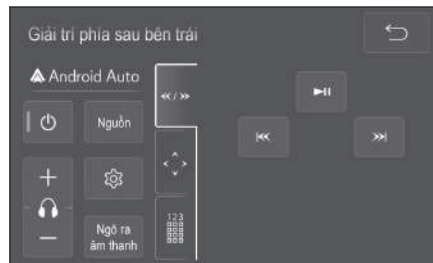 Giải trí phía sau bên trái
Android Auto
Nguồn
Ngõ ra
âm thanh
123